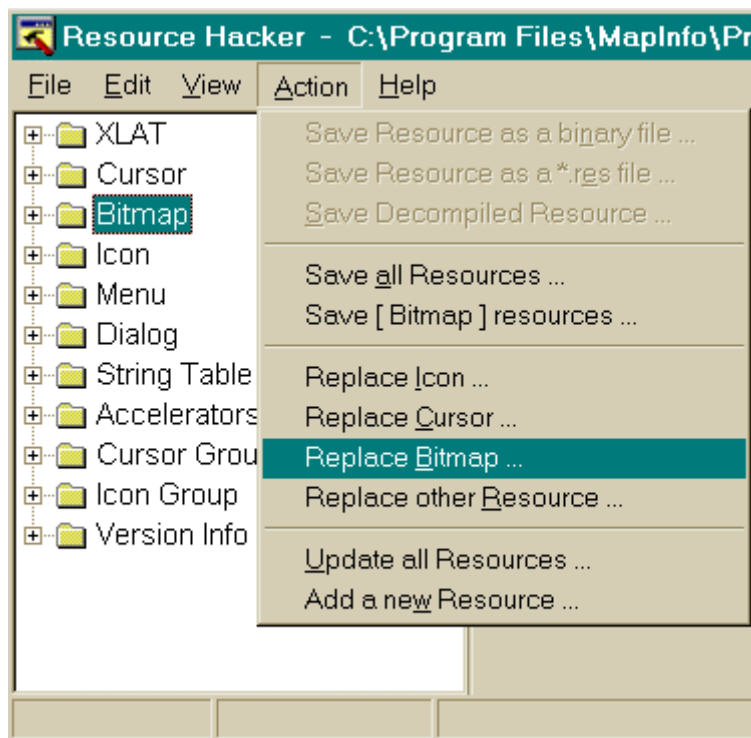 Resource Hacker - C:\Program Files\MapInfo\Pr
File Edit View Action Help
XLAT
Cursor
Bitmap
Icon
Menu
Dialog
String Table
Accelerators
Cursor Grou
Icon Group
Version Info
Save Resource as a binary file ...
Save Resource as a *.res file ...
Save Decompiled Resource ...
Save all Resources ...
Save [ Bitmap ] resources ...
Replace Icon ...
Replace Cursor ...
Replace Bitmap ...
Replace other Resource ...
Update all Resources ...
Add a new Resource ...